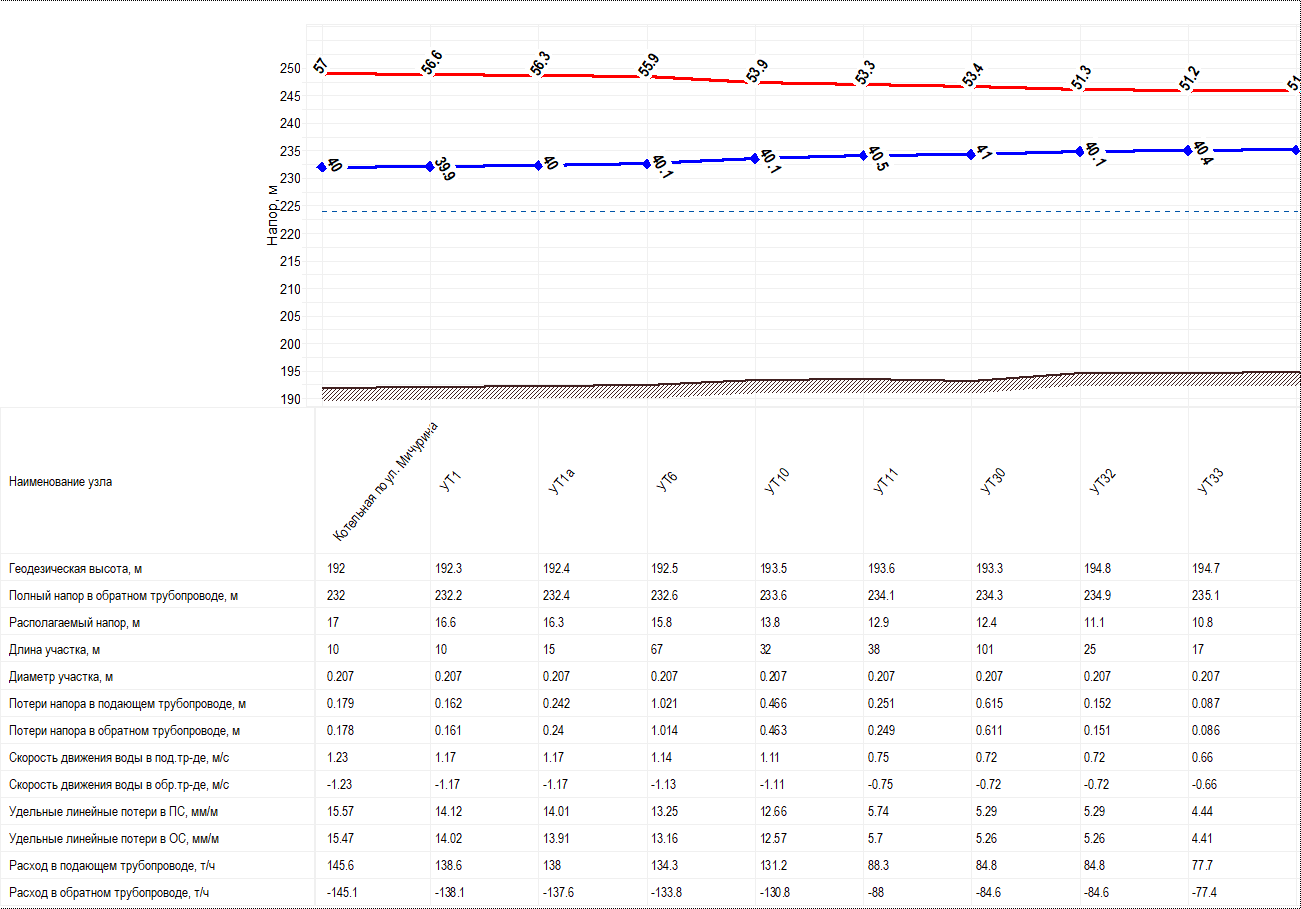 57 56.6 56.3 55.9 53.9 53.3 53.4 51.3 51.2 51
250
245
240
235
40 39.9 40 40.1 40.1 40.5 41 40.1 40.4
230
225
220
215
210
205
200
195
190
Напор, м
Наименование узла Котельная по ул. Мичурина УТ1 УТ1а УТ6 УТ10 УТ11 УТ30 УТ32 УТ33
Геодезическая высота, м 192 192.3 192.4 192.5 193.5 193.6 193.3 194.8 194.7
Полный напор в обратном трубопроводе, м 232 232.2 232.4 232.6 233.6 234.1 234.3 234.9 235.1
Располагаемый напор, м 17 16.6 16.3 15.8 13.8 12.9 12.4 11.1 10.8
Длина участка, м 10 10 15 67 32 38 101 25 17
Диаметр участка, м 0.207 0.207 0.207 0.207 0.207 0.207 0.207 0.207 0.207
Потери напора в подающем трубопроводе, м 0.179 0.162 0.242 1.021 0.466 0.251 0.615 0.152 0.087
Потери напора в обратном трубопроводе, м 0.178 0.161 0.24 1.014 0.463 0.249 0.611 0.151 0.086
Скорость движения воды в под.тр-де, м/с 1.23 1.17 1.17 1.14 1.11 0.75 0.72 0.72 0.66
Скорость движения воды в обр.тр-де, м/с -1.23 -1.17 -1.17 -1.13 -1.11 -0.75 -0.72 -0.72 -0.66
Удельные линейные потери в ПС, мм/м 15.57 14.12 14.01 13.25 12.66 5.74 5.29 5.29 4.44
Удельные линейные потери в ОС, мм/м 15.47 14.02 13.91 13.16 12.57 5.7 5.26 5.26 4.41
Расход в подающем трубопроводе, т/ч 145.6 138.6 138 134.3 131.2 88.3 84.8 84.8 77.7
Расход в обратном трубопроводе, т/ч -145.1 -138.1 -137.6 -133.8 -130.8 -88 -84.6 -84.6 -77.4